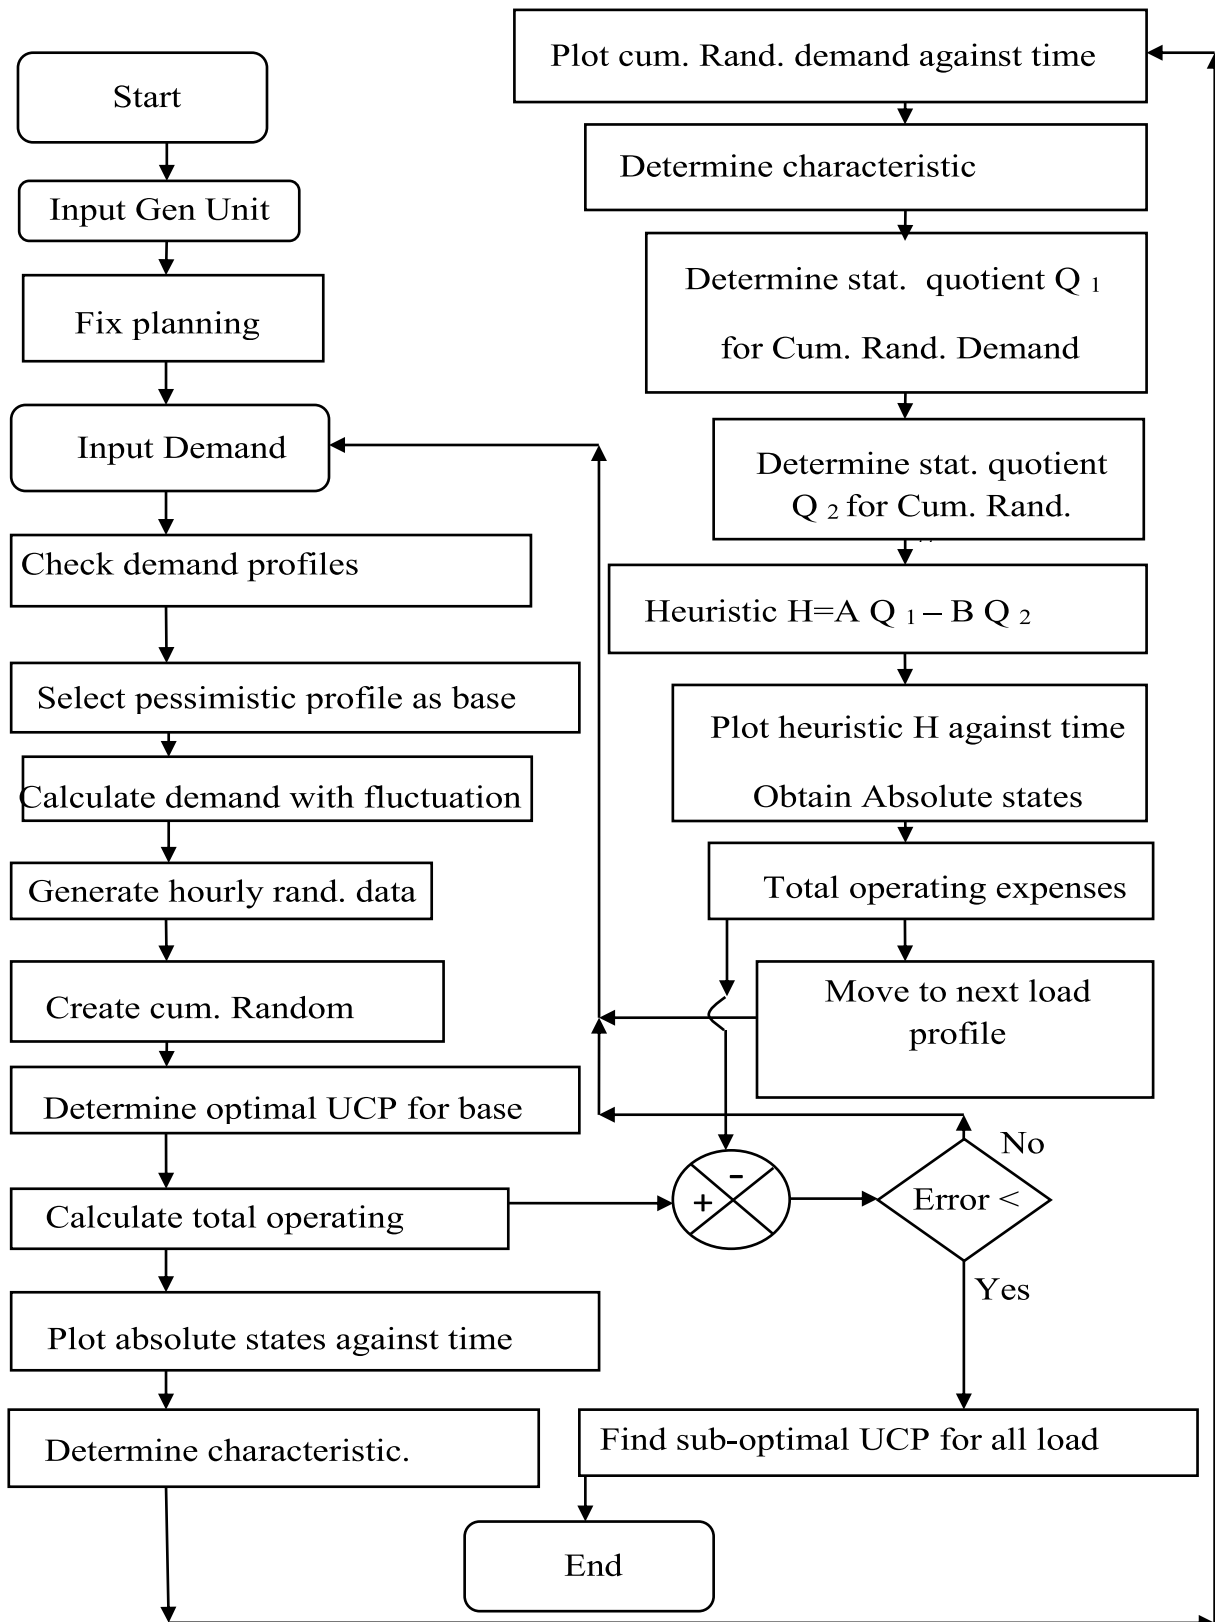 Start
Input Gen Unit
Fix planning
Input Demand
Check demand profiles
Select pessimistic profile as base
Calculate demand with fluctuation
Generate hourly rand. data
Create cum. Random
Determine optimal UCP for base
Calculate total operating
Plot absolute states against time
Determine characteristic.
Plot cum. Rand. demand against time
Determine characteristic
Determine stat. quotient Q 1
for Cum. Rand. Demand
Determine stat. quotient
Q 2 for Cum. Rand.
Heuristic H=A Q 1 – B Q 2
Plot heuristic H against time
Obtain Absolute states
Total operating expenses
Move to next load
profile
-
+
Error <
No
Yes
Find sub-optimal UCP for all load
End